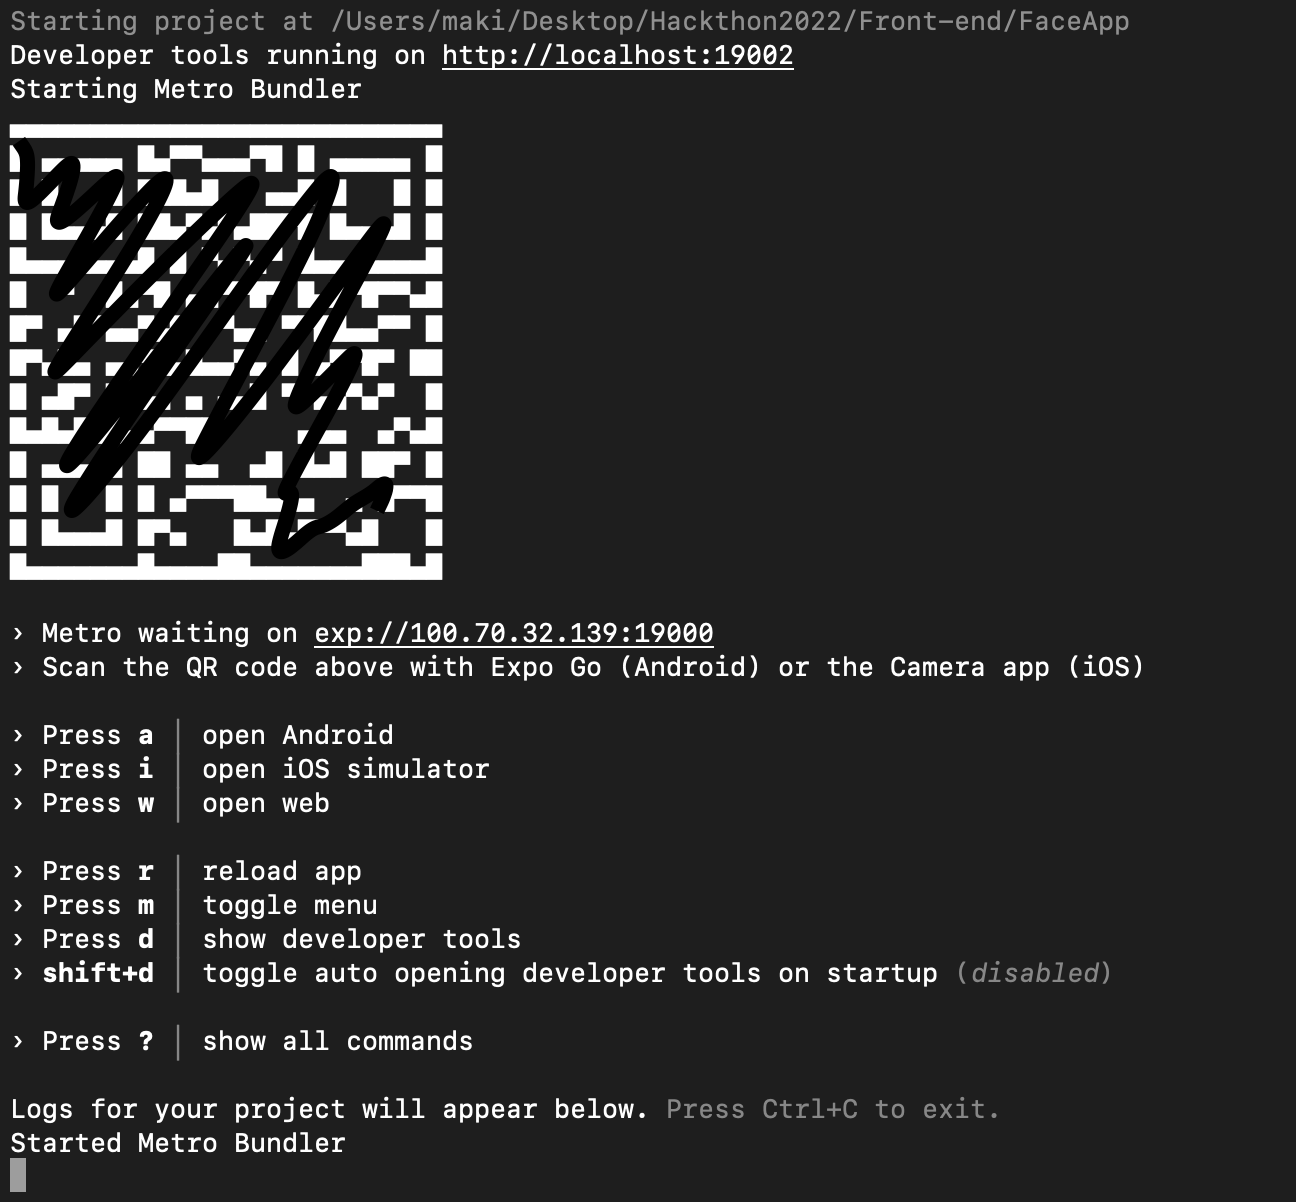 Starting project at /Users/maki/Desktop/Hackthon2022/Front-end/FaceApp
Developer tools running on http://localhost:19002
Starting Metro Bundler
› Metro waiting on exp://100.70.32.139:19000
› Scan the QR code above with Expo Go (Android) or the Camera app (iOS)
› Press a │ open Android
› Press i │ open iOS simulator
› Press w │ open web
› Press r │ reload app
› Press m │ toggle menu
› Press d │ show developer tools
› shift+d │ toggle auto opening developer tools on startup (disabled)
› Press ? │ show all commands
Logs for your project will appear below. Press Ctrl+C to exit.
Started Metro Bundler